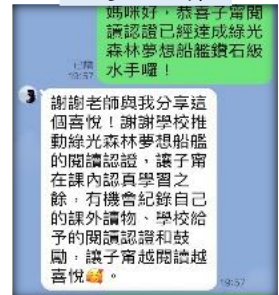 媽咪好，恭喜子甯閱
讀認證已經達成綠光
森林夢想船艦鑽石級
水手囉！
已讀
19:57
謝謝老師與我分享這
個喜悅！謝謝學校推
動綠光森林夢想船艦
的閱讀認證，讓子甯
在課內認真學習之
餘，有機會紀錄自己
的課外讀物、學校給
予的閱讀認證和鼓
勵，讓子甯越閱讀越
喜悅🥰。
19:57